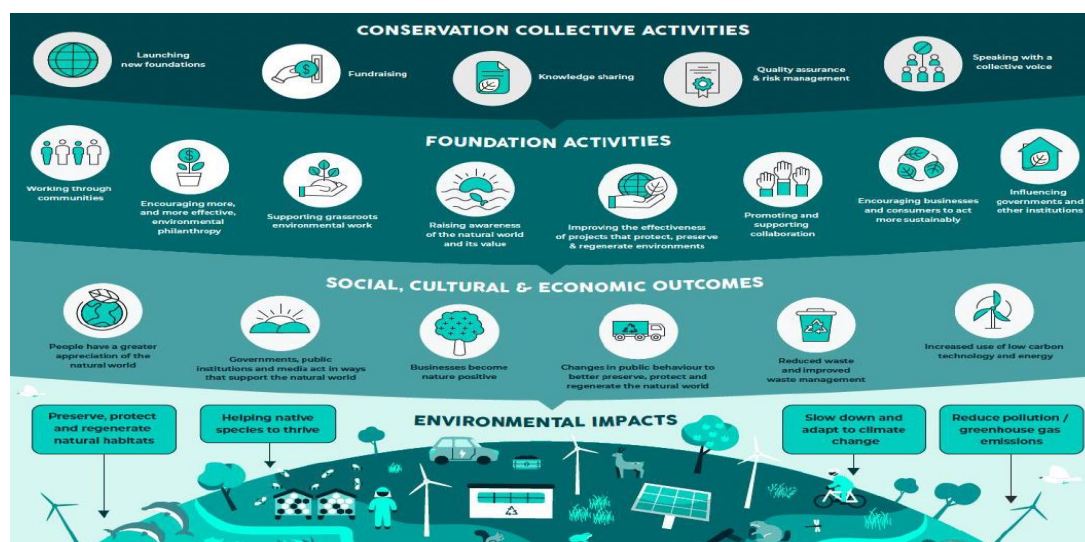 CONSERVATION COLLECTIVE ACTIVITIES
Launching
new foundations
Fundraising
Knowledge sharing
Quality assurance
& risk management
Speaking with a
collective voice
FOUNDATION ACTIVITIES
Working through
communities
Encouraging more,
and more effective,
environmental
philanthropy
Supporting grassroots
environmental work
Raising awareness
of the natural world
and its value
Improving the effectiveness
of projects that protect, preserve
& regenerate environments
Promoting and
supporting
collaboration
Encouraging businesses
and consumers to act
more sustainably
Influencing
governments and
other institutions
SOCIAL, CULTURAL & ECONOMIC OUTCOMES
People have a greater
appreciation of the
natural world
Governments, public
institutions and media act in ways
that support the natural world
Businesses become
nature positive
Changes in public behaviour to
better preserve, protect and
regenerate the natural world
Reduced waste
and improved
waste management
Increased use of low carbon
technology and energy
ENVIRONMENTAL IMPACTS
Preserve, protect
and regenerate
natural habitats
Helping native
species to thrive
Slow down and
adapt to climate
change
Reduce pollution /
greenhouse gas
emissions